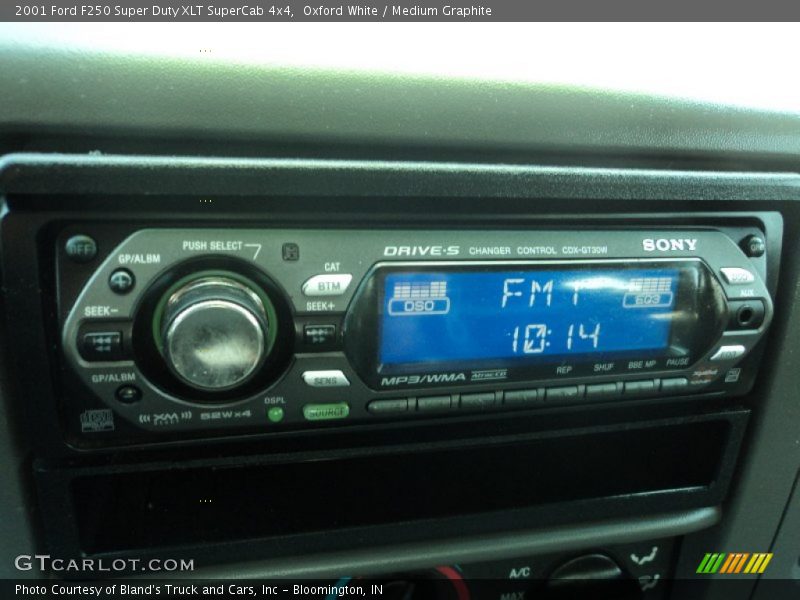 2001 Ford F250 Super Duty XLT SuperCab 4x4, Oxford White / Medium Graphite
OFF
GP/ALBM
PUSH SELECT
CAT
BTM
SEEK+
DRIVE-S CHANGER CONTROL CDX-GT30W
SONY
AUX
DSO
FM1
EQ3
10:14
SEEK-
GP/ALBM
SENS
MP3/WMA
REP
SHUF
BBE MP
PAUSE
XM
52Wx4
DSPL
SOURCE
A/C
MAX
GTCARLOT.COM
Photo Courtesy of Bland's Truck and Cars, Inc - Bloomington, IN